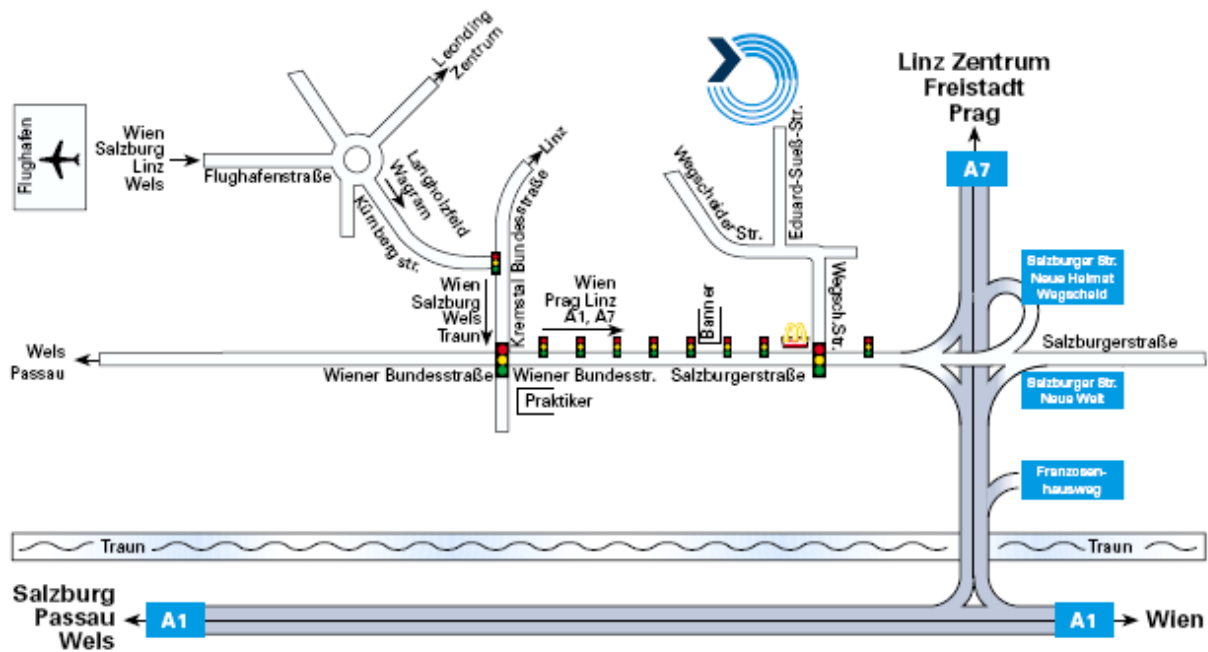 Leonding
Zentrum
Linz Zentrum
Freistadt
Prag
A7
Flughafen
Wien
Salzburg
Linz
Wels
Flughafenstraße
Langholzfeld
Wagram
Kürnberg str.
Linz
Kremstal Bundesstraße
Wegscheider Str.
Eduard-Sueß-Str.
Wegsch.Str.
Salzburger Str.
Neue Heimat
Wegscheid
Wien
Salzburg
Wels
Traun
Wien
Prag Linz
A1, A7
Banner
Wels
Passau
Salzburgerstraße
Wiener Bundesstraße
Wiener Bundesstr.
Salzburgerstraße
Praktiker
Salzburger Str.
Neue Welt
Franzosen-
hausweg
Traun
Traun
Salzburg
Passau
Wels
A1
A1
Wien